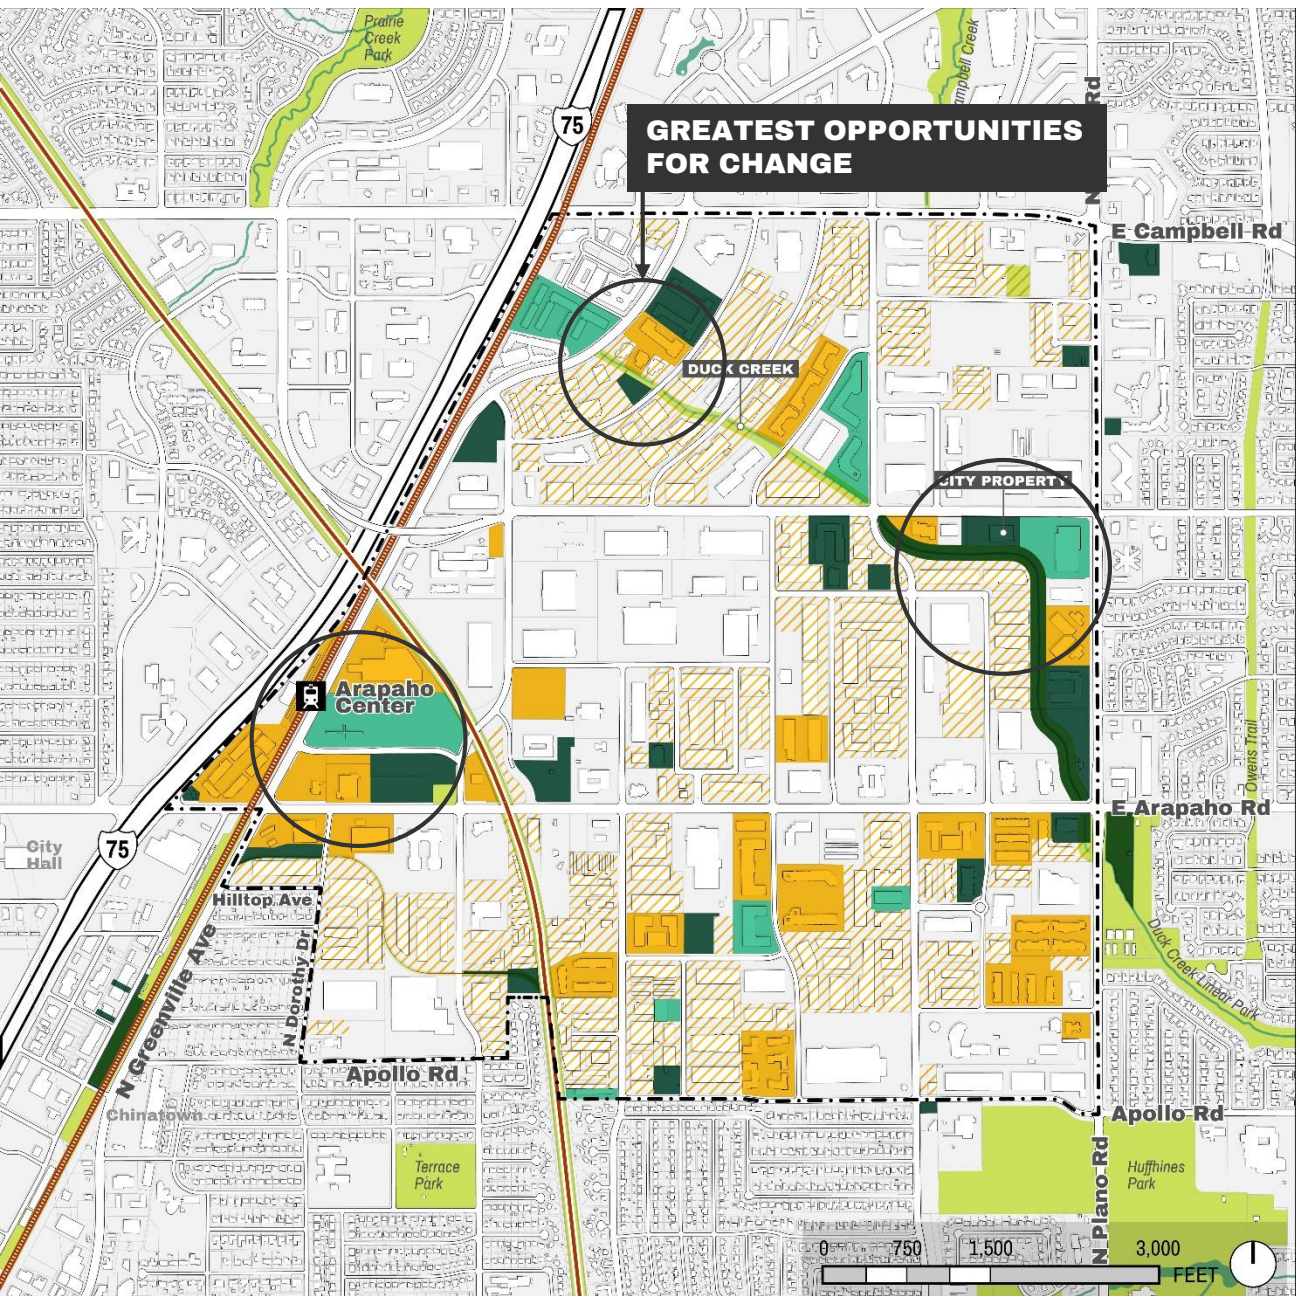 Prairie
Creek
Park
75
Campbell Creek
Rd
GREATEST OPPORTUNITIES
FOR CHANGE
N
E Campbell Rd
DUCK CREEK
CITY PROPERTY
Arapaho
Center
Owens Trail
E Arapaho Rd
City
Hall
75
Hilltop Ave
N Greenville Ave
N Dorothy Dr
Duck Creek Linear Park
Apollo Rd
Chinatown
Apollo Rd
Terrace
Park
N Plano Rd
Huffhines
Park
0 750 1,500 3,000
FEET